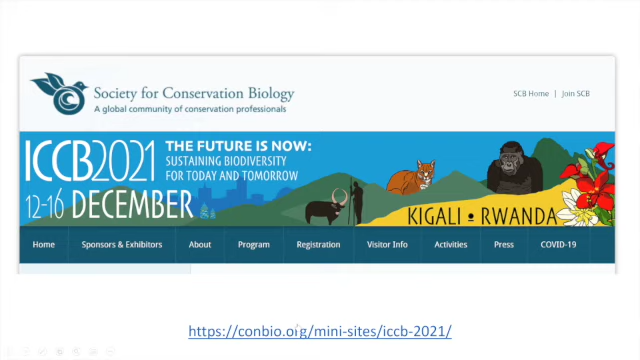 Society for Conservation Biology
A global community of conservation professionals
SCB Home | Join SCB
ICCB2021
THE FUTURE IS NOW:
SUSTAINING BIODIVERSITY
FOR TODAY AND TOMORROW
12-16 DECEMBER
KIGALI • RWANDA
Home Sponsors & Exhibitors About Program Registration Visitor Info Activities Press COVID-19
https://conbio.org/mini-sites/iccb-2021/